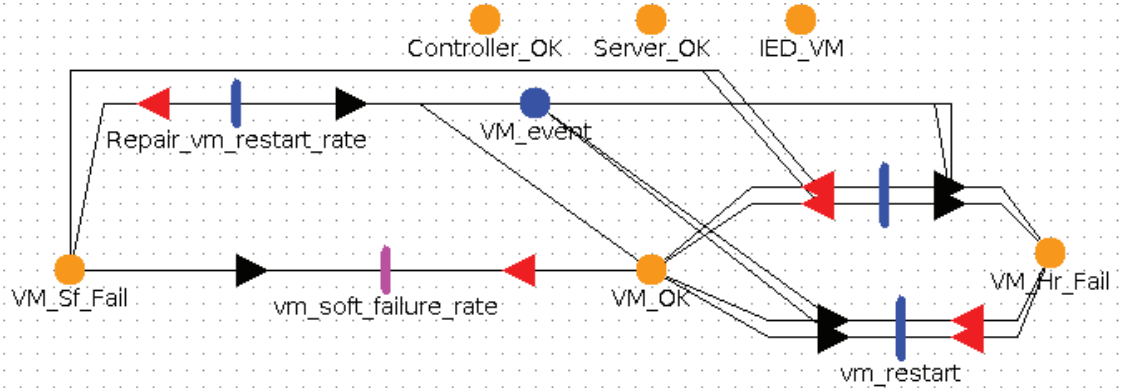 Controller_OK
Server_OK
IED_VM
Repair_vm_restart_rate
VM_event
VM_Sf_Fail
vm_soft_failure_rate
VM_OK
VM_Hr_Fail
vm_restart